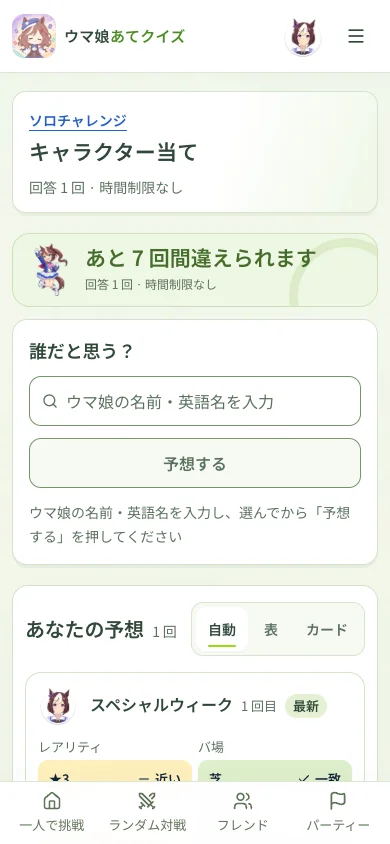 ウマ娘あてクイズ
ソロチャレンジ
キャラクター当て
回答 1 回 · 時間制限なし
あと 7 回間違えられます
回答 1 回 · 時間制限なし
誰だと思う？
ウマ娘の名前・英語名を入力
予想する
ウマ娘の名前・英語名を入力し、選んでから「予想
する」を押してください
あなたの予想 1 回 自動 表 カード
スペシャルウィーク 1 回目 最新
レアリティ バ場
★3 近い 芝 ✓ 一致
一人で挑戦 ランダム対戦 フレンド パーティー